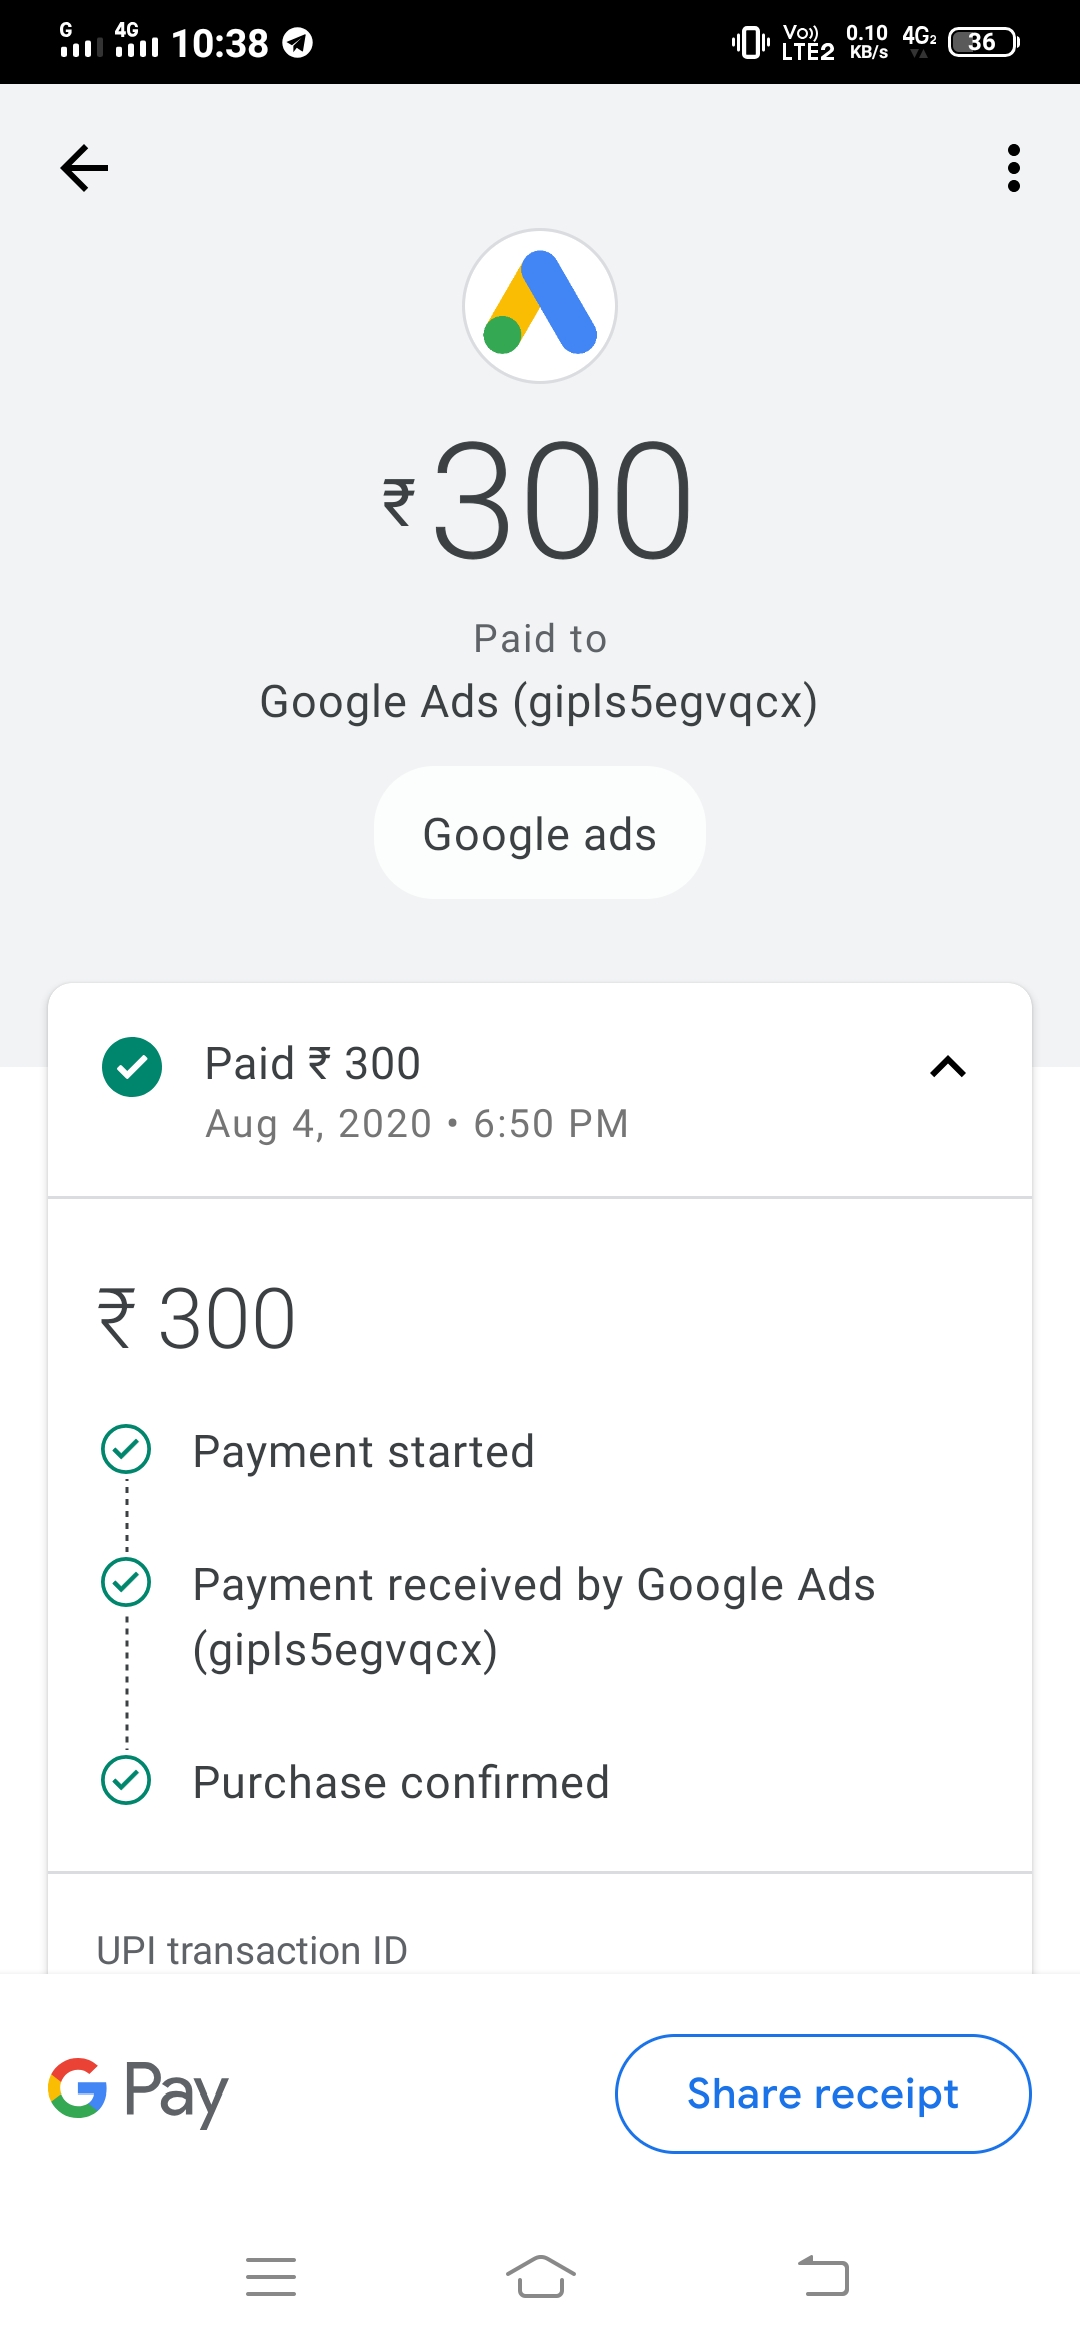 G 4G 10:38 Vo)) LTE2 0.10 KB/s 4G2 36
₹300
Paid to
Google Ads (gipls5egvqcx)
Google ads
Paid ₹ 300
Aug 4, 2020 • 6:50 PM
₹ 300
Payment started
Payment received by Google Ads
(gipls5egvqcx)
Purchase confirmed
UPI transaction ID
G Pay
Share receipt